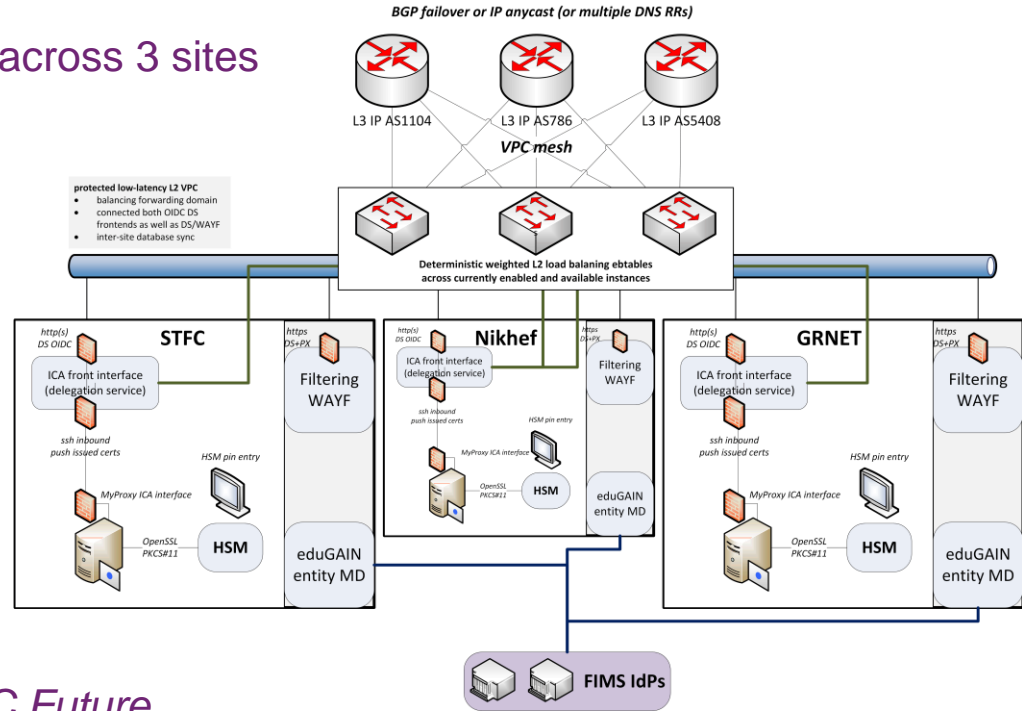 BGP failover or IP anycast (or multiple DNS RRs)
across 3 sites
L3 IP AS1104
L3 IP AS786
L3 IP AS5408
VPC mesh
protected low-latency L2 VPC
• balancing forwarding domain
• connected both OIDC DS
frontends as well as DS/WAYF
• inter-site database sync
Deterministic weighted L2 load balaning ebtables
across currently enabled and available instances
http(s)
DS OIDC
STFC
https
DS+PX
ICA front interface
(delegation service)
Filtering
WAYF
ssh inbound
push issued certs
HSM pin entry
MyProxy ICA interface
OpenSSL
PKCS#11
HSM
eduGAIN
entity MD
http(s)
DS OIDC
Nikhef
https
DS+PX
ICA front interface
(delegation service)
Filtering
WAYF
ssh inbound
push issued certs
HSM pin entry
MyProxy ICA interface
OpenSSL
PKCS#11
HSM
eduGAIN
entity MD
http(s)
DS OIDC
GRNET
https
DS+PX
ICA front interface
(delegation service)
Filtering
WAYF
ssh inbound
push issued certs
HSM pin entry
MyProxy ICA interface
OpenSSL
PKCS#11
HSM
eduGAIN
entity MD
FIMS IdPs
C Future